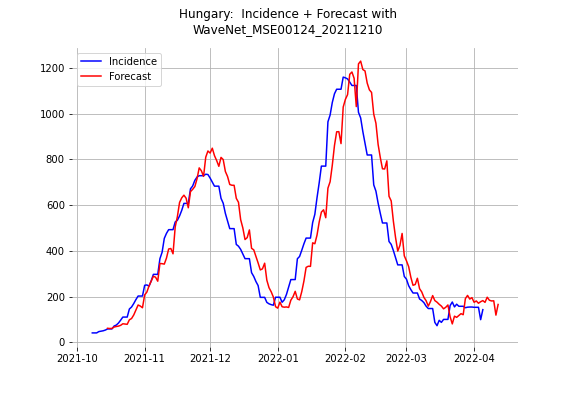 Hungary:  Incidence + Forecast with
WaveNet_MSE00124_20211210
Incidence
Forecast
1200
1000
800
600
400
200
0
2021-10 2021-11 2021-12 2022-01 2022-02 2022-03 2022-04